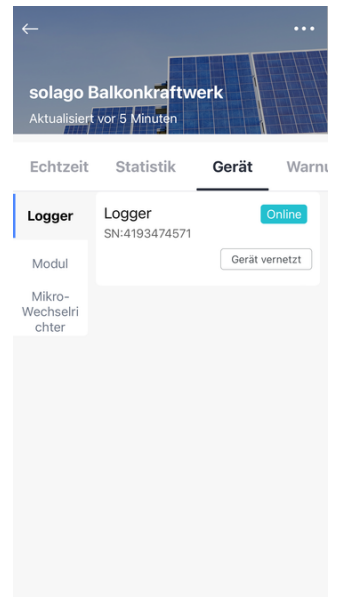 solago Balkonkraftwerk
Aktualisiert vor 5 Minuten
Echtzeit Statistik Gerät Warnu
Logger
Logger Online
SN:4193474571
Gerät vernetzt
Modul
Mikro-
Wechselri
chter